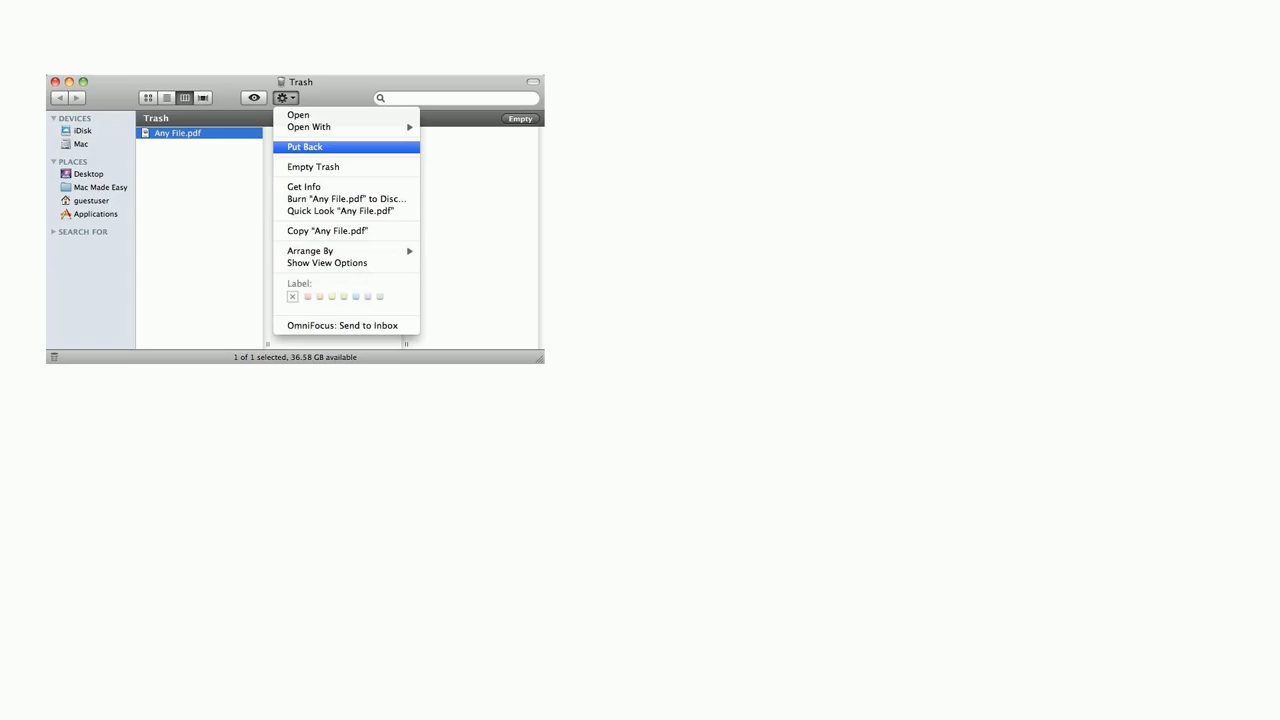 Trash
DEVICES
iDisk
Mac
PLACES
Desktop
Mac Made Easy
guestuser
Applications
SEARCH FOR
Trash
Any File.pdf
Empty
Open
Open With
Put Back
Empty Trash
Get Info
Burn “Any File.pdf” to Disc...
Quick Look “Any File.pdf”
Copy “Any File.pdf”
Arrange By
Show View Options
Label:
OmniFocus: Send to Inbox
1 of 1 selected, 36.58 GB available